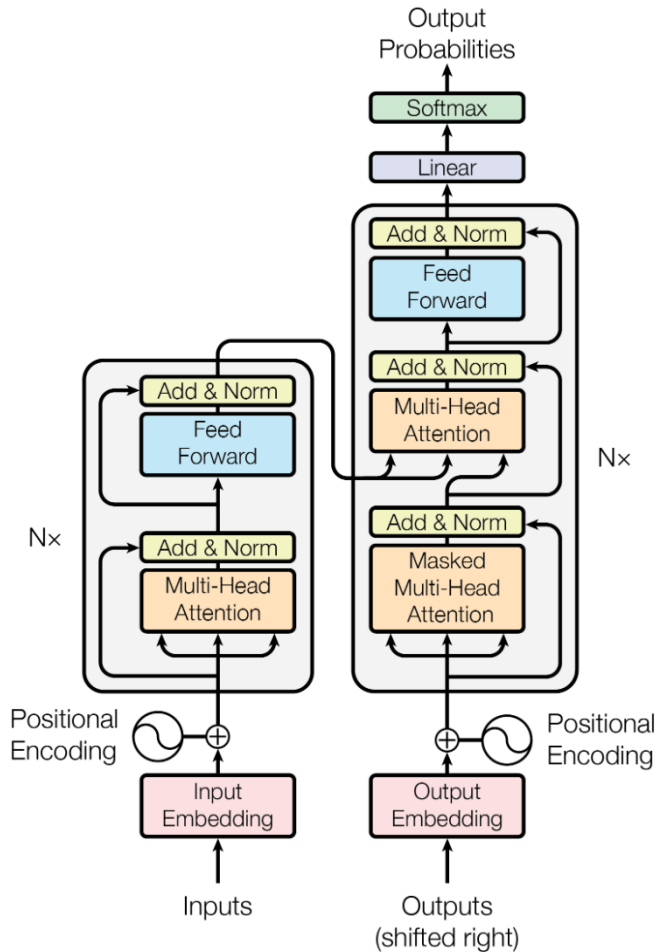 Output
Probabilities
Softmax
Linear
Add & Norm
Feed
Forward
Add & Norm
Multi-Head
Attention
Add & Norm
Masked
Multi-Head
Attention
N×
Add & Norm
Feed
Forward
Add & Norm
Multi-Head
Attention
N×
Positional
Encoding
Positional
Encoding
Input
Embedding
Output
Embedding
Inputs
Outputs
(shifted right)